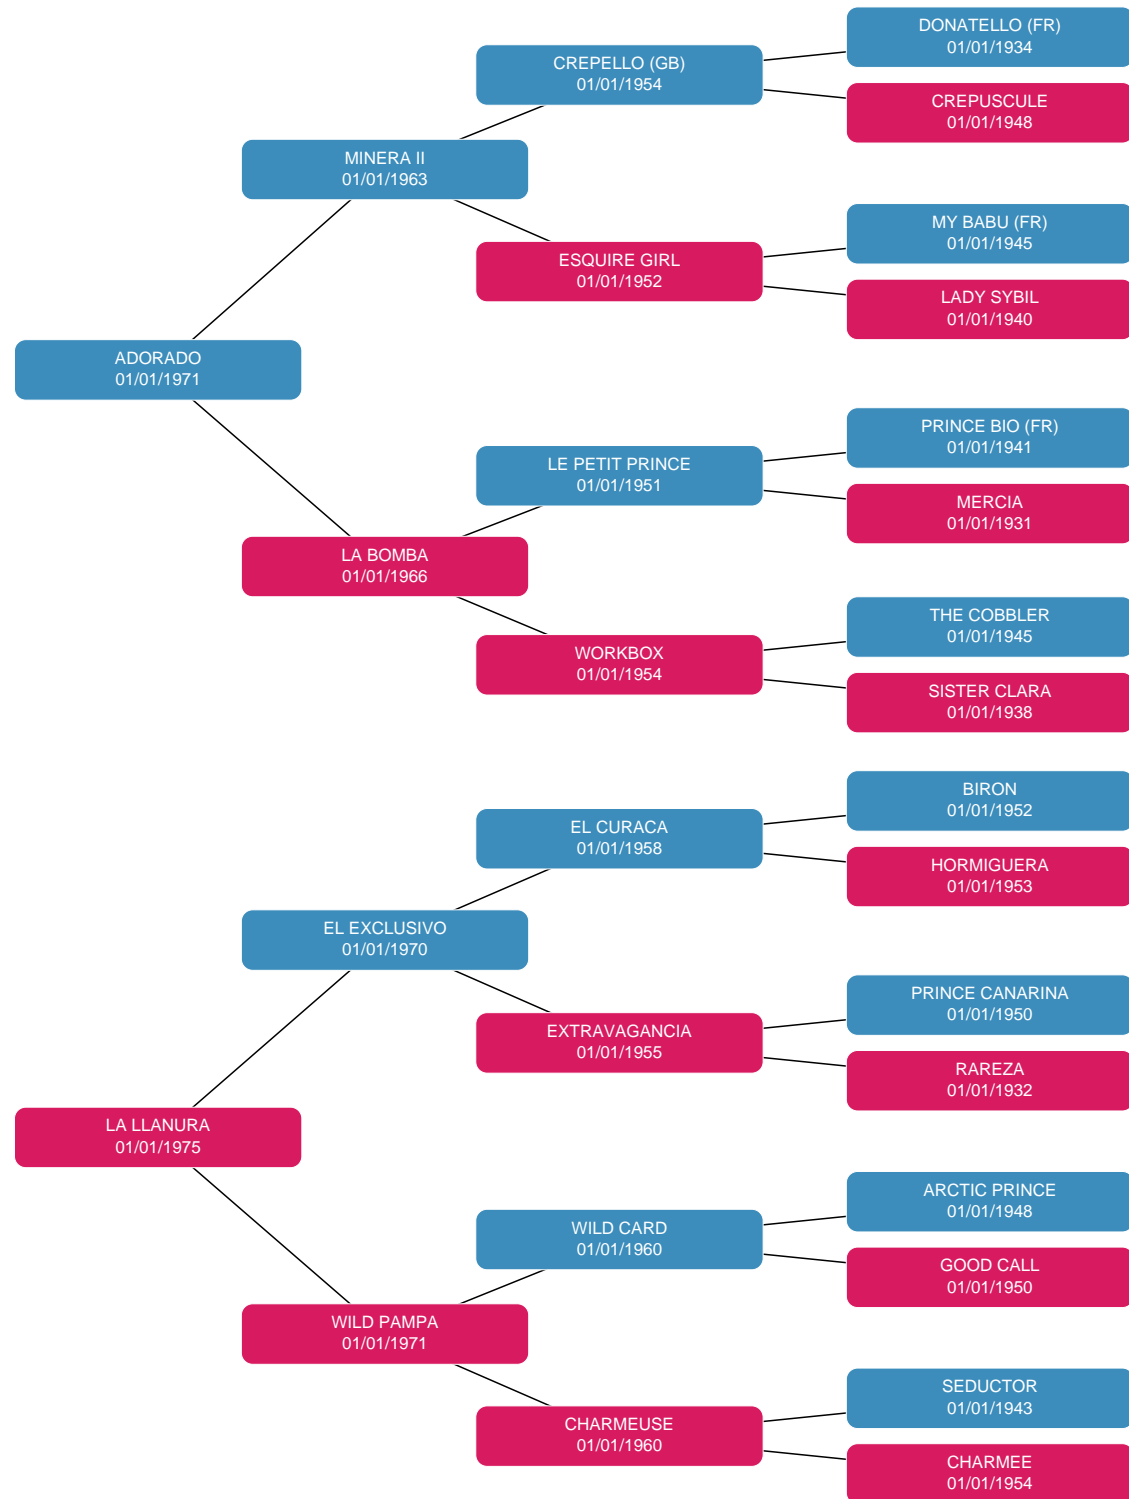 DONATELLO (FR)
01/01/1934
CREPELLO (GB)
01/01/1954
CREPUSCULE
01/01/1948
MINERA II
01/01/1963
MY BABU (FR)
01/01/1945
ESQUIRE GIRL
01/01/1952
LADY SYBIL
01/01/1940
ADORADO
01/01/1971
PRINCE BIO (FR)
01/01/1941
LE PETIT PRINCE
01/01/1951
MERCIA
01/01/1931
LA BOMBA
01/01/1966
THE COBBLER
01/01/1945
WORKBOX
01/01/1954
SISTER CLARA
01/01/1938
BIRON
01/01/1952
EL CURACA
01/01/1958
HORMIGUERA
01/01/1953
EL EXCLUSIVO
01/01/1970
PRINCE CANARINA
01/01/1950
EXTRAVAGANCIA
01/01/1955
RAREZA
01/01/1932
LA LLANURA
01/01/1975
ARCTIC PRINCE
01/01/1948
WILD CARD
01/01/1960
GOOD CALL
01/01/1950
WILD PAMPA
01/01/1971
SEDUCTOR
01/01/1943
CHARMEUSE
01/01/1960
CHARMEE
01/01/1954